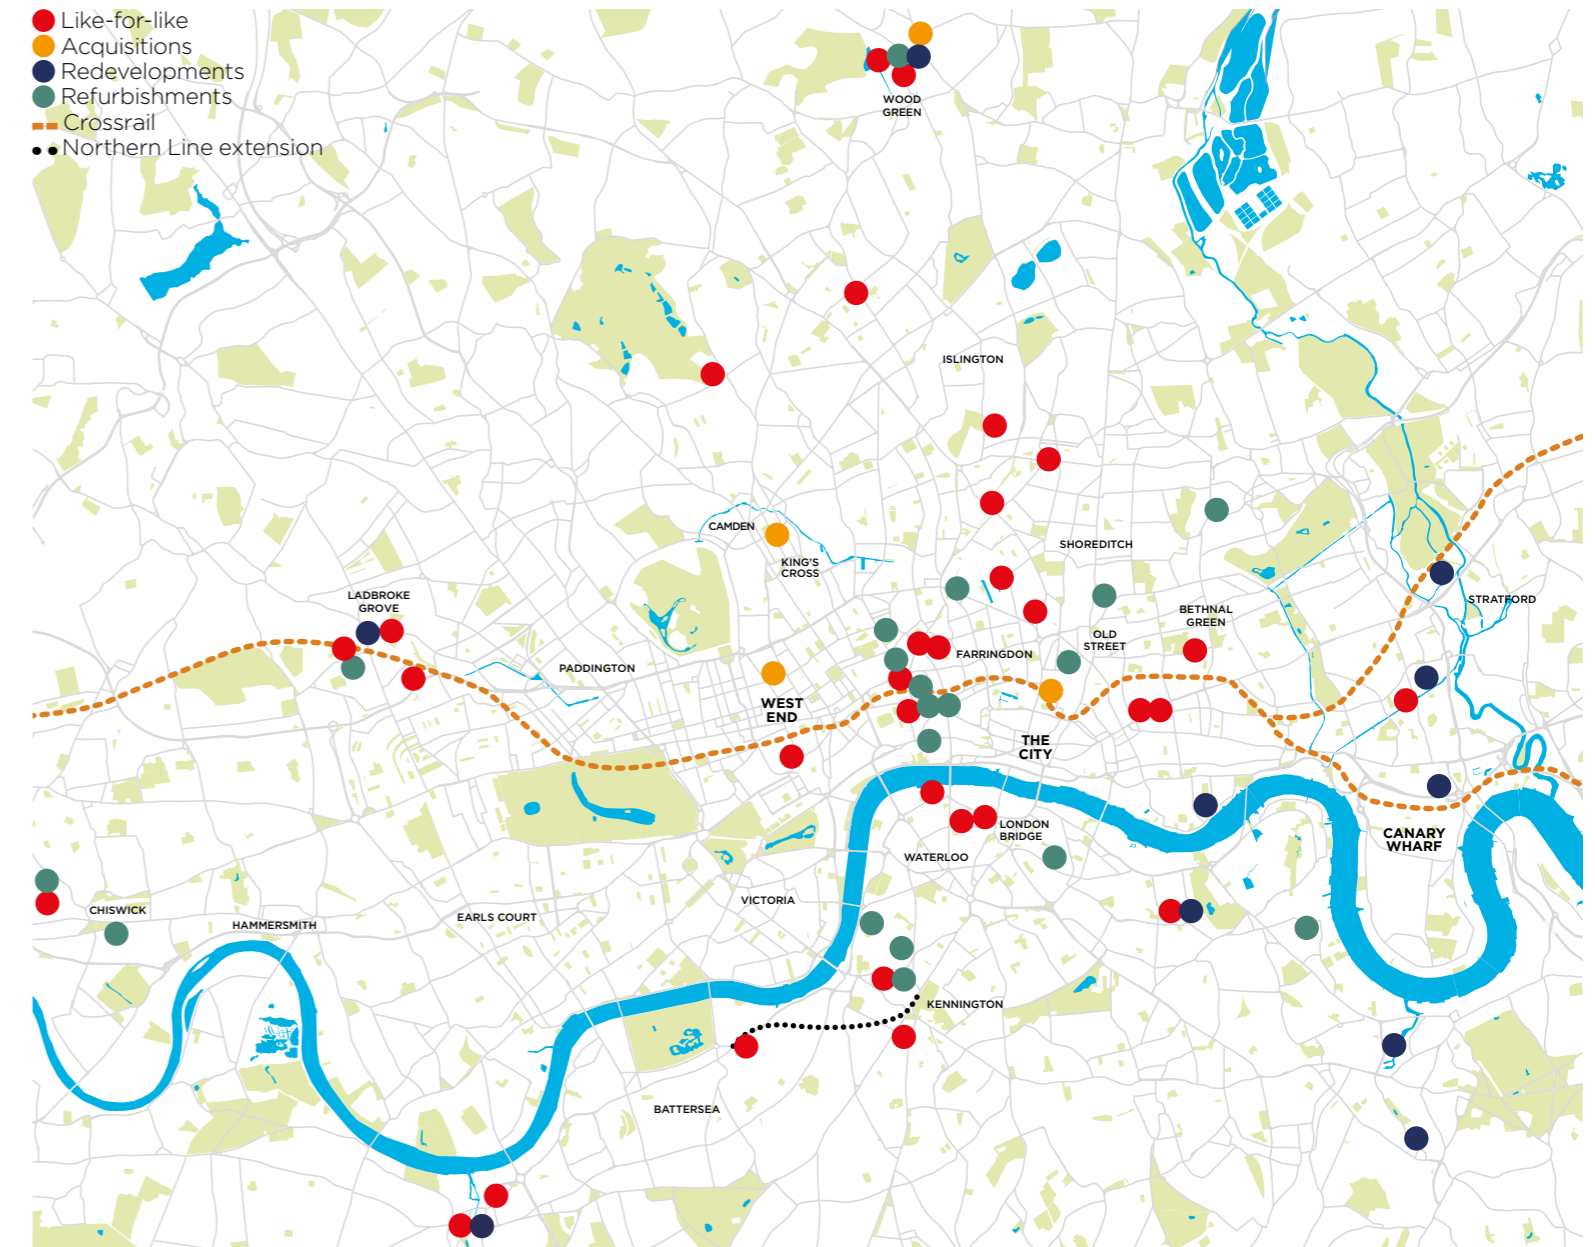 Like-for-like
Acquisitions
Redevelopments
Refurbishments
Crossrail
Northern Line extension
WOOD
GREEN
ISLINGTON
CAMDEN
KING'S
CROSS
SHOREDITCH
LADBROKE
GROVE
STRATFORD
BETHNAL
GREEN
OLD
STREET
FARRINGDON
PADDINGTON
WEST
END
THE
CITY
LONDON
BRIDGE
CANARY
WHARF
WATERLOO
VICTORIA
CHISWICK
HAMMERSMITH
EARLS COURT
KENNINGTON
BATTERSEA